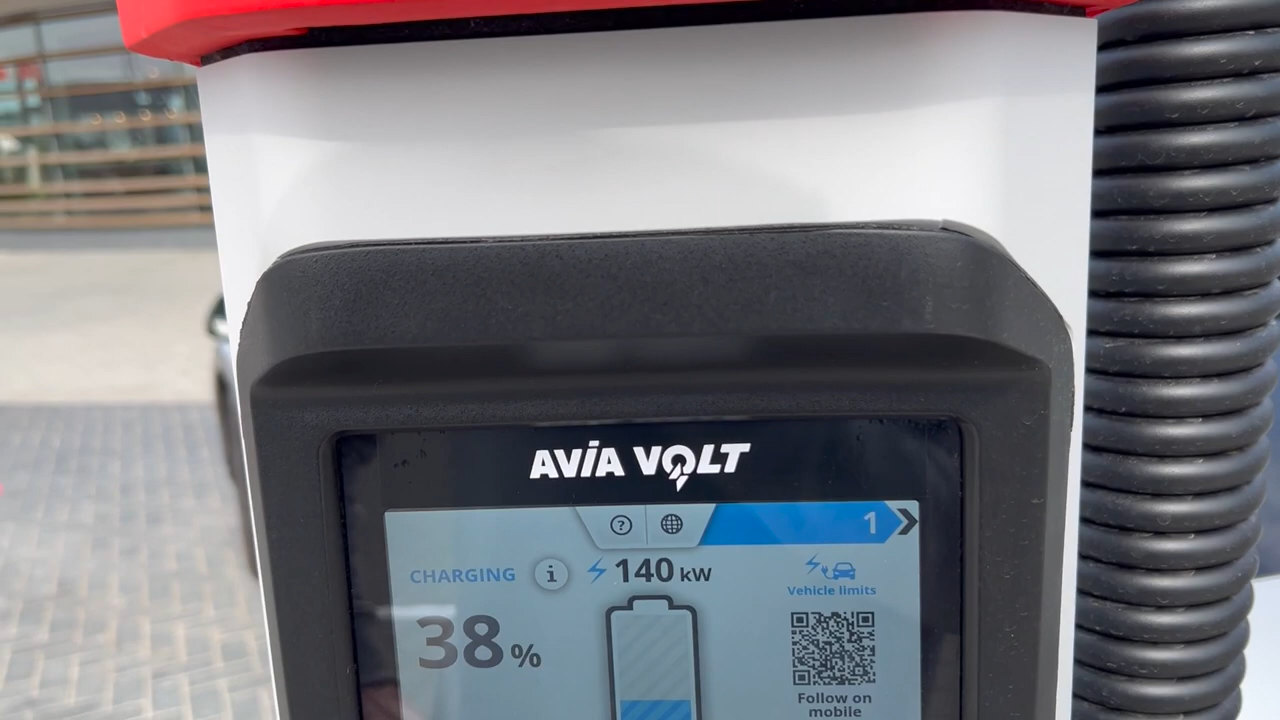 AViA VOLT
?
1
CHARGING
i
140 kW
Vehicle limits
38 %
Follow on
mobile